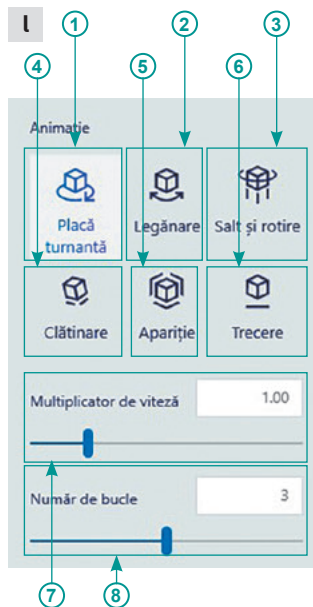 l
1
2
3
4
5
6
Animație
Placă
turnantă
Legănare
Salt și rotire
Clătinare
Apariție
Trecere
Multiplicator de viteză
1.00
Număr de bucle
3
7
8